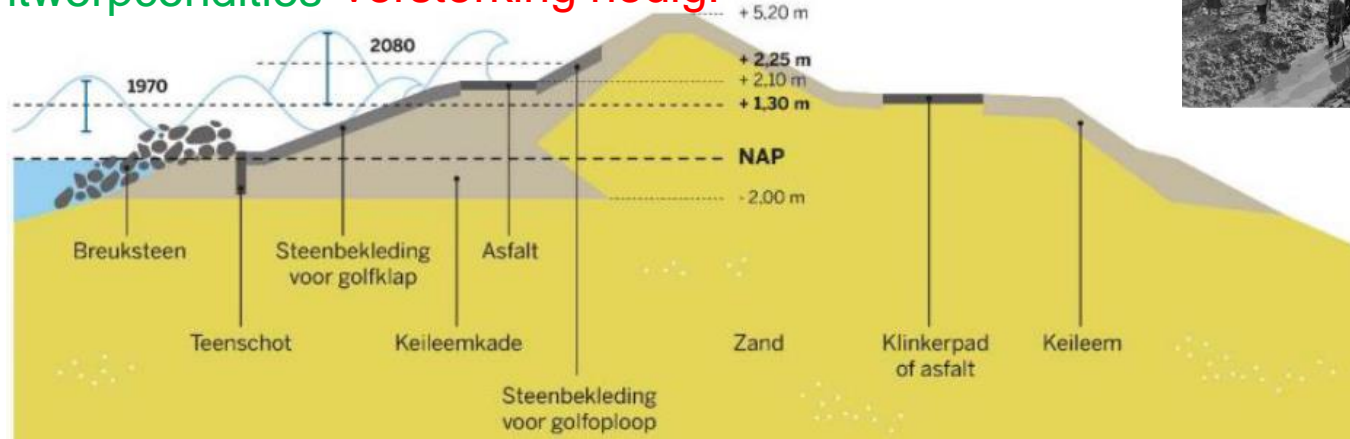 versterking nodig!
+ 5,20 m
2080
+ 2,25 m
1970
+ 2,10 m
+ 1,30 m
NAP
- 2,00 m
Breuksteen
Steenbekleding
voor golfklap
Asfalt
Teenschot
Keileemkade
Zand
Klinkerpad
of asfalt
Keileem
Steenbekleding
voor golfoploop